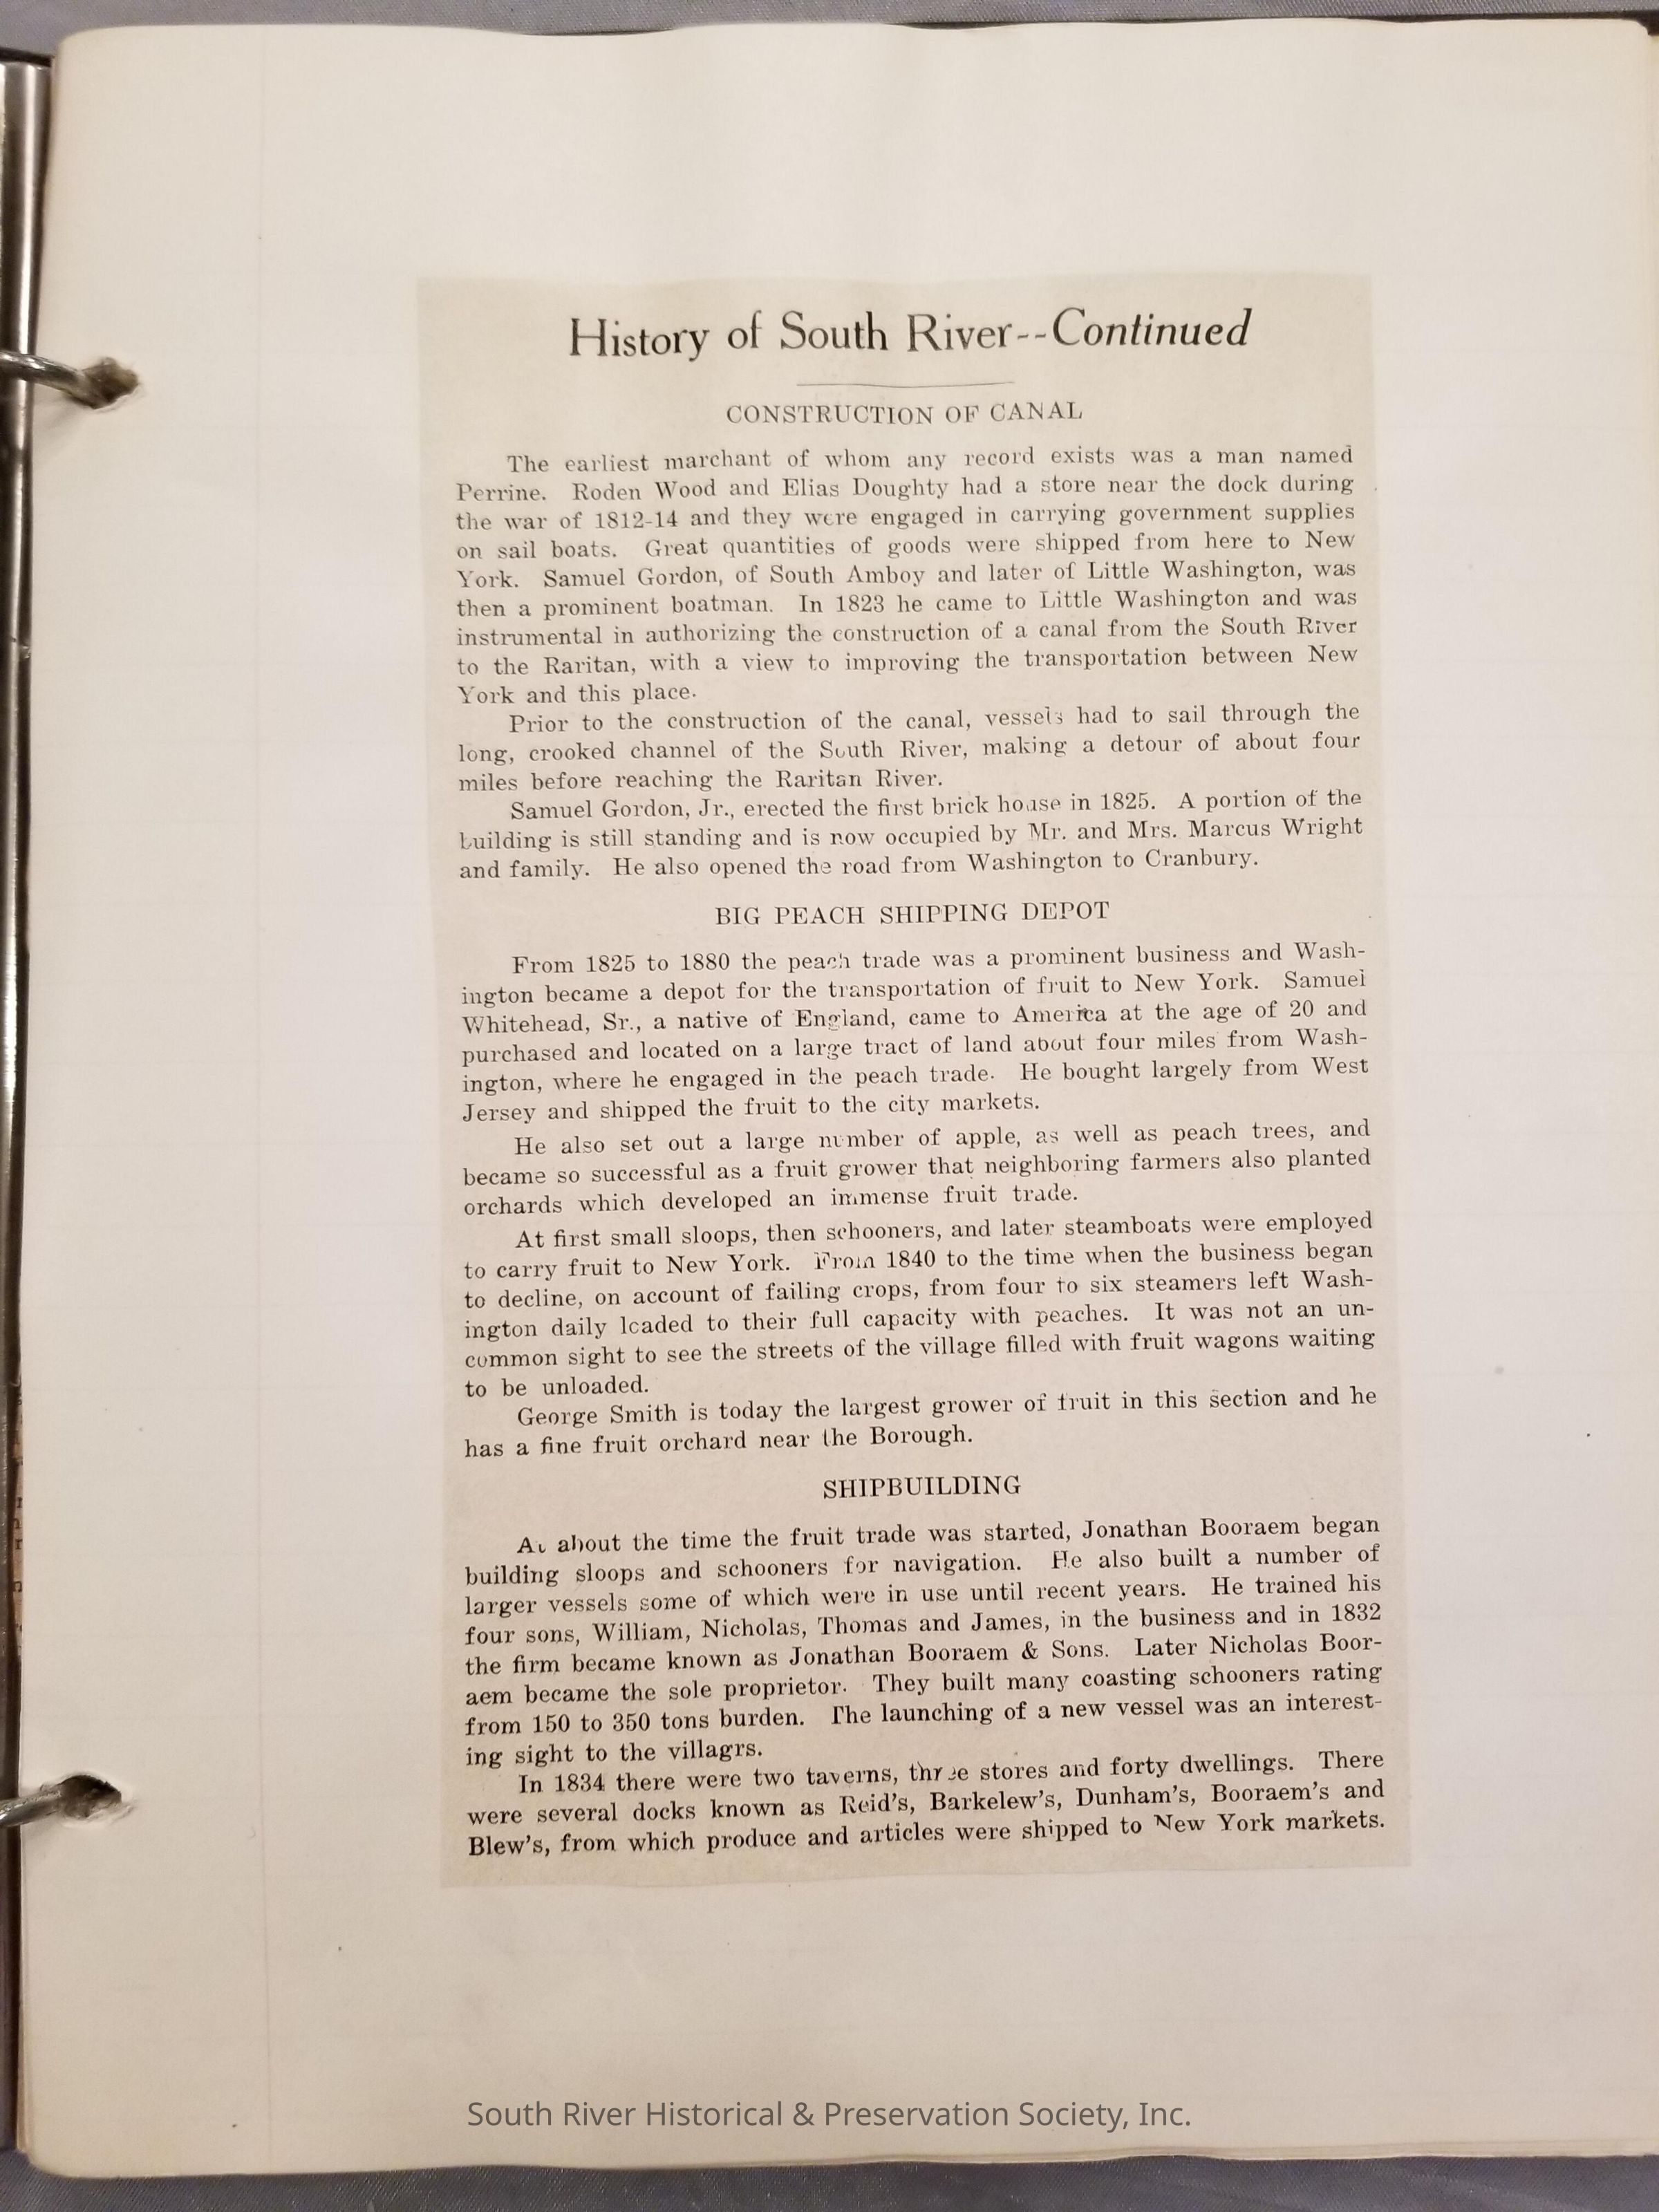 History of South River--Continued
CONSTRUCTION OF CANAL
The earliest marchant of whom any record exists was a man named
Perrine. Roden Wood and Elias Doughty had a store near the dock during
the war of 1812-14 and they were engaged in carrying government supplies
on sail boats. Great quantities of goods were shipped from here to New
York. Samuel Gordon, of South Amboy and later of Little Washington, was
then a prominent boatman. In 1823 he came to Little Washington and was
instrumental in authorizing the construction of a canal from the South River
to the Raritan, with a view to improving the transportation between New
York and this place.
Prior to the construction of the canal, vessels had to sail through the
long, crooked channel of the South River, making a detour of about four
miles before reaching the Raritan River.
Samuel Gordon, Jr., erected the first brick house in 1825. A portion of the
building is still standing and is now occupied by Mr. and Mrs. Marcus Wright
and family. He also opened the road from Washington to Cranbury.
BIG PEACH SHIPPING DEPOT
From 1825 to 1880 the peach trade was a prominent business and Wash-
ington became a depot for the transportation of fruit to New York. Samuel
Whitehead, Sr., a native of England, came to America at the age of 20 and
purchased and located on a large tract of land about four miles from Wash-
ington, where he engaged in the peach trade. He bought largely from West
Jersey and shipped the fruit to the city markets.
He also set out a large number of apple, as well as peach trees, and
became so successful as a fruit grower that neighboring farmers also planted
orchards which developed an immense fruit trade.
At first small sloops, then schooners, and later steamboats were employed
to carry fruit to New York. From 1840 to the time when the business began
to decline, on account of failing crops, from four to six steamers left Wash-
ington daily loaded to their full capacity with peaches. It was not an un-
common sight to see the streets of the village filled with fruit wagons waiting
to be unloaded.
George Smith is today the largest grower of fruit in this section and he
has a fine fruit orchard near the Borough.
SHIPBUILDING
At about the time the fruit trade was started, Jonathan Booraem began
building sloops and schooners for navigation. He also built a number of
larger vessels some of which were in use until recent years. He trained his
four sons, William, Nicholas, Thomas and James, in the business and in 1832
the firm became known as Jonathan Booraem & Sons. Later Nicholas Boor-
aem became the sole proprietor. They built many coasting schooners rating
from 150 to 350 tons burden. The launching of a new vessel was an interest-
ing sight to the villagrs.
In 1834 there were two taverns, three stores and forty dwellings. There
were several docks known as Reid's, Barkelew's, Dunham's, Booraem's and
Blew's, from which produce and articles were shipped to New York markets.
South River Historical & Preservation Society, Inc.